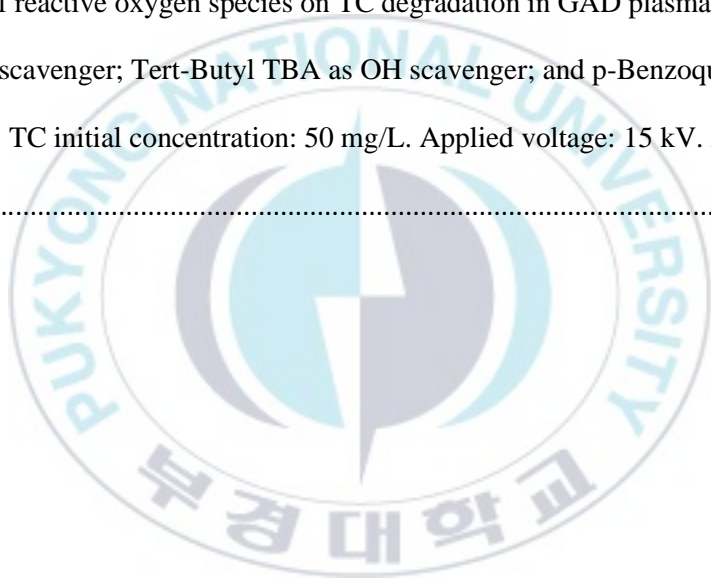 l reactive oxygen species on TC degradation in GAD plasma
scavenger; Tert-Butyl TBA as OH scavenger; and p-Benzoqu
TC initial concentration: 50 mg/L. Applied voltage: 15 kV.
................................................................................................
PUKYONG NATIONAL UNIVERSITY
부경대학교